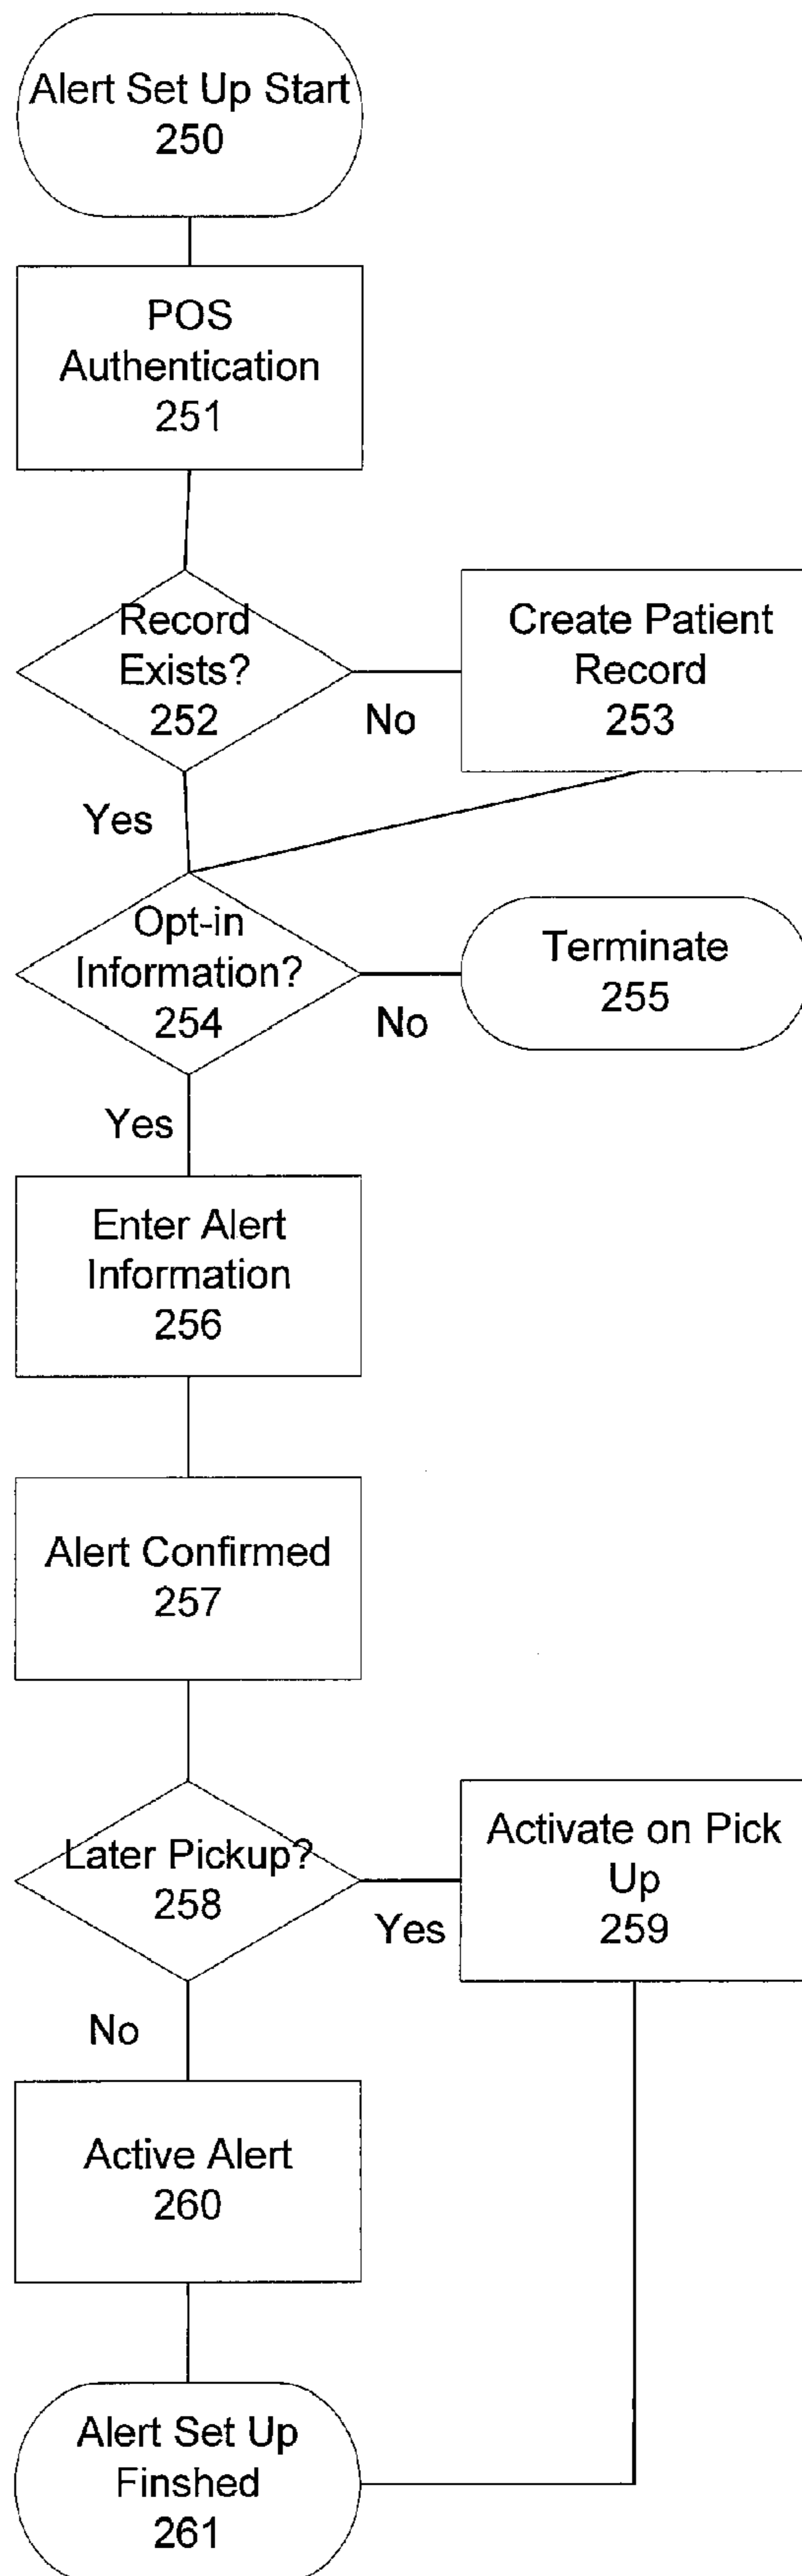 Alert Set Up Start
250
POS
Authentication
251
Record
Exists?
252
No
Create Patient
Record
253
Yes
Opt-in
Information?
254
No
Terminate
255
Yes
Enter Alert
Information
256
Alert Confirmed
257
Later Pickup?
258
Yes
Activate on Pick
Up
259
No
Active Alert
260
Alert Set Up
Finshed
261